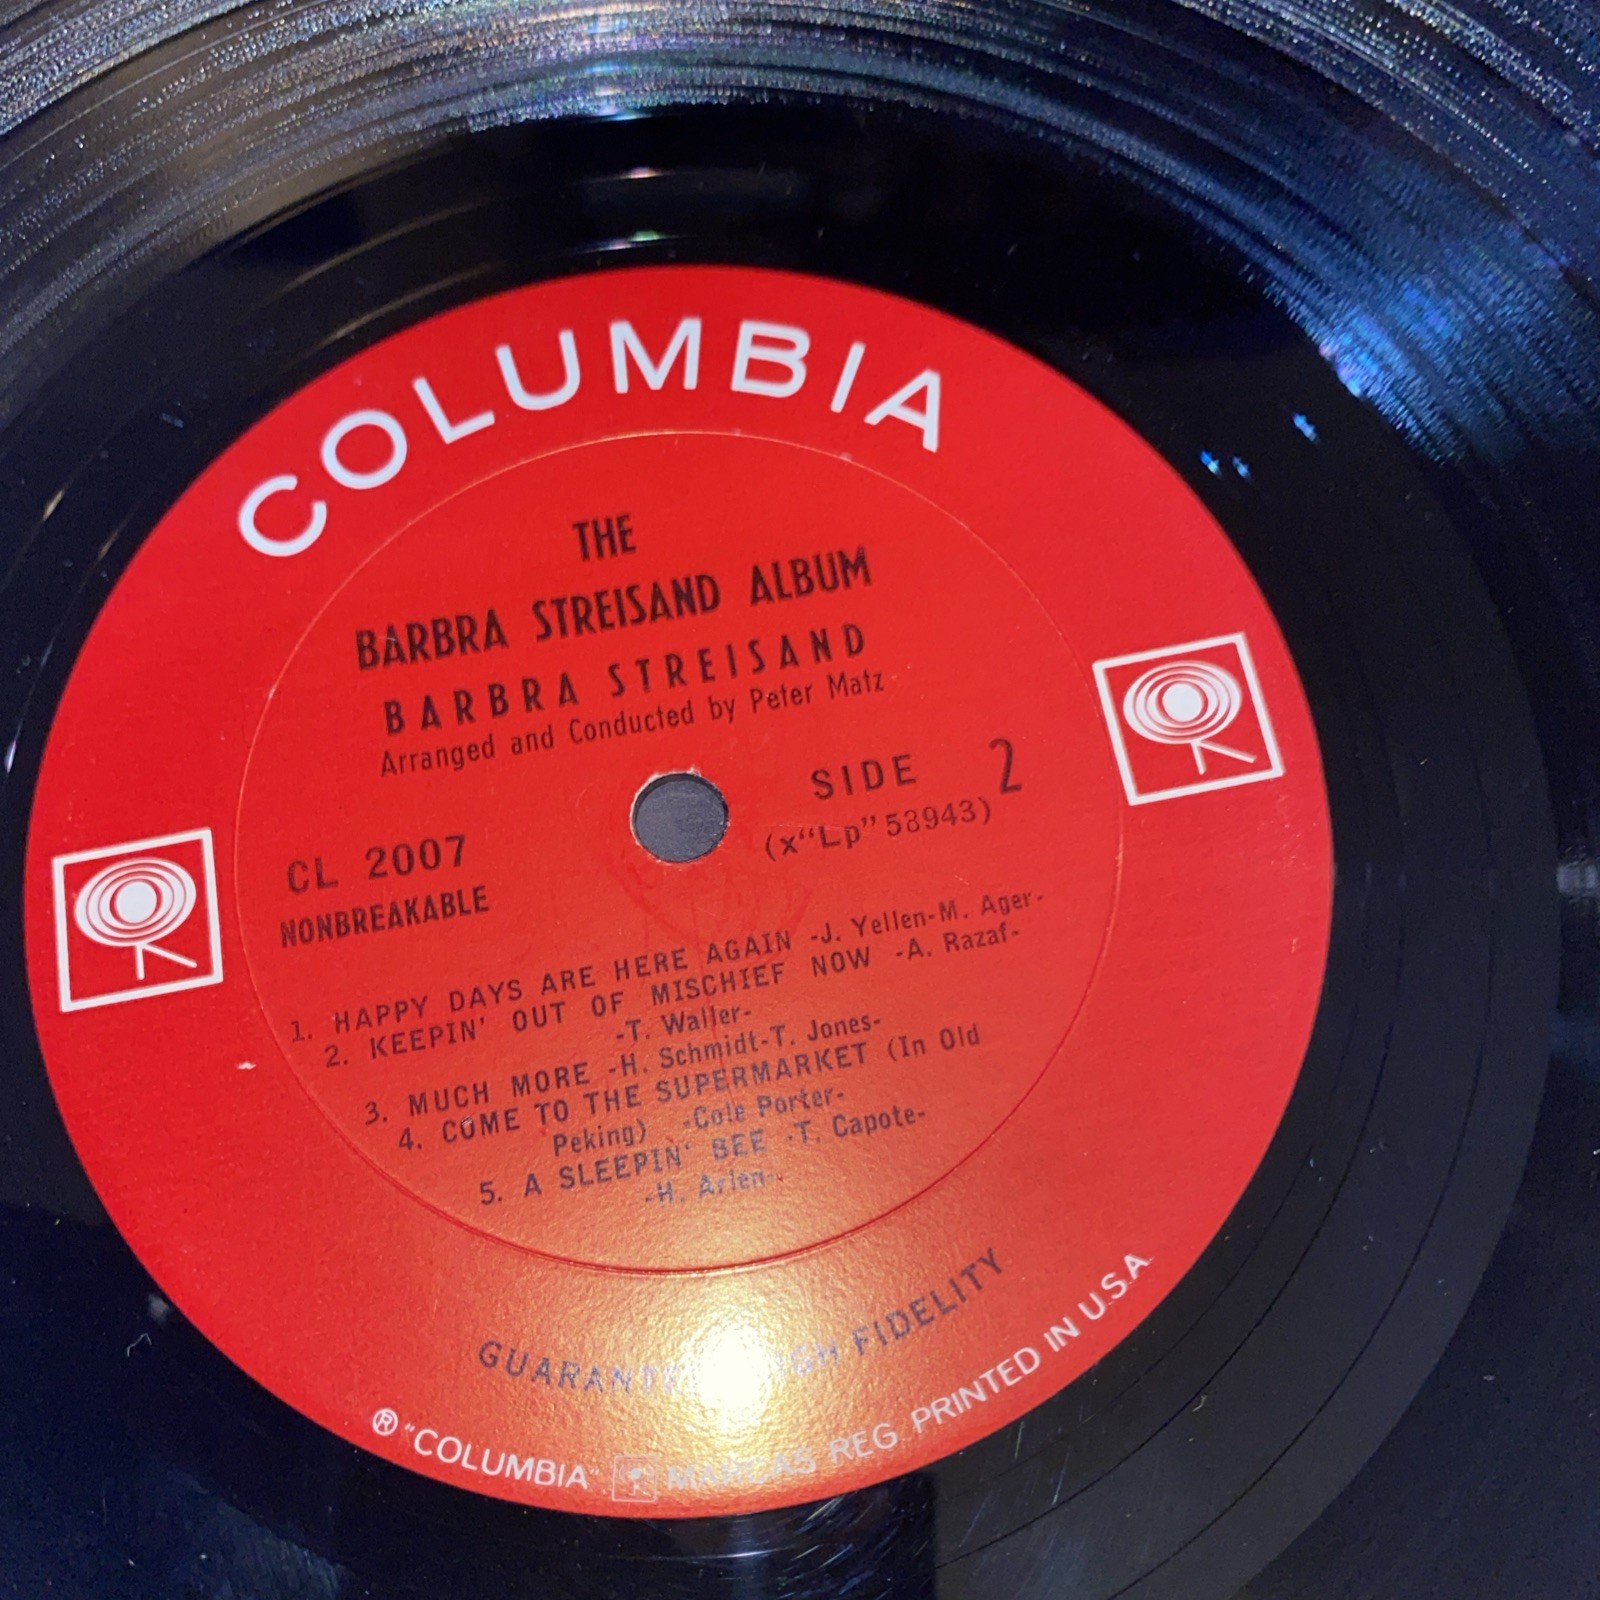 COLUMBIA
THE
BARBRA STREISAND ALBUM
BARBRA STREISAND
Arranged and Conducted by Peter Matz
SIDE 2
(x"Lp" 58943)
CL 2007
NONBREAKABLE
1. HAPPY DAYS ARE HERE AGAIN -J. Yellen-M. Ager-
2. KEEPIN' OUT OF MISCHIEF NOW -A. Razaf-
-T. Waller-
3. MUCH MORE -H. Schmidt-T. Jones-
4. COME TO THE SUPERMARKET (In Old
Peking) -Cole Porter-
5. A SLEEPIN' BEE -T. Capote-
-H. Arlen-
GUARANTEED HIGH FIDELITY
® "COLUMBIA" MARCAS REG. PRINTED IN U.S.A.